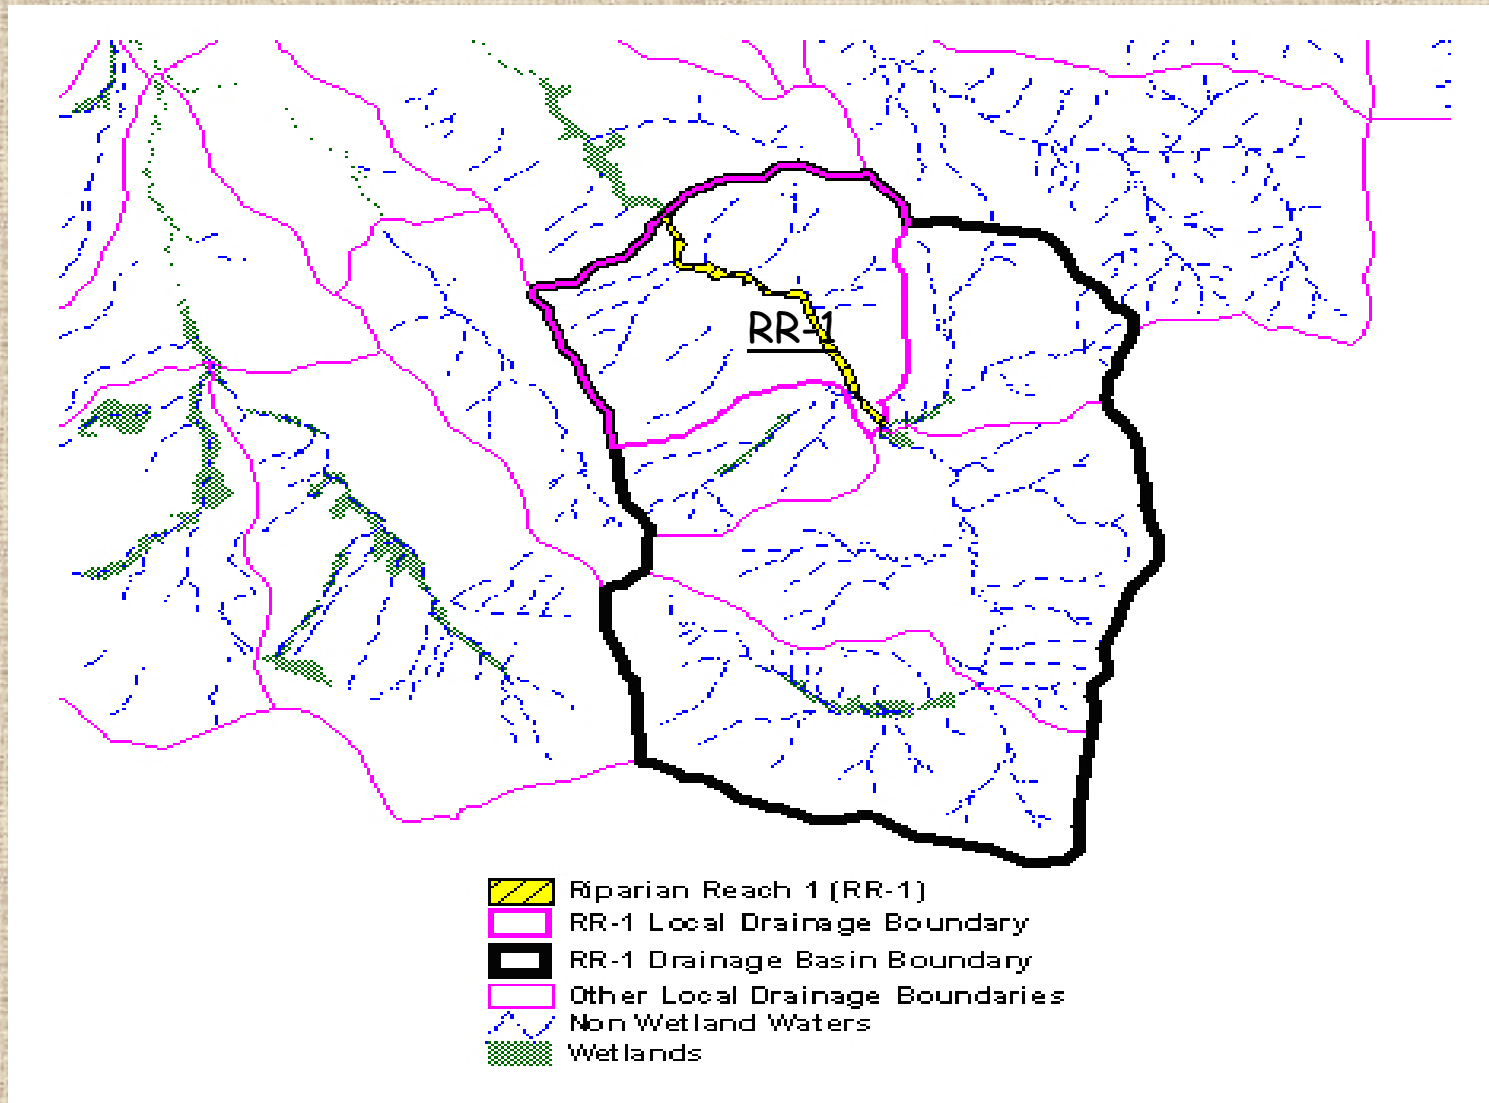 RR-1
Riparian Reach 1 (RR-1)
RR-1 Local Drainage Boundary
RR-1 Drainage Basin Boundary
Other Local Drainage Boundaries
Non Wetland Waters
Wetlands